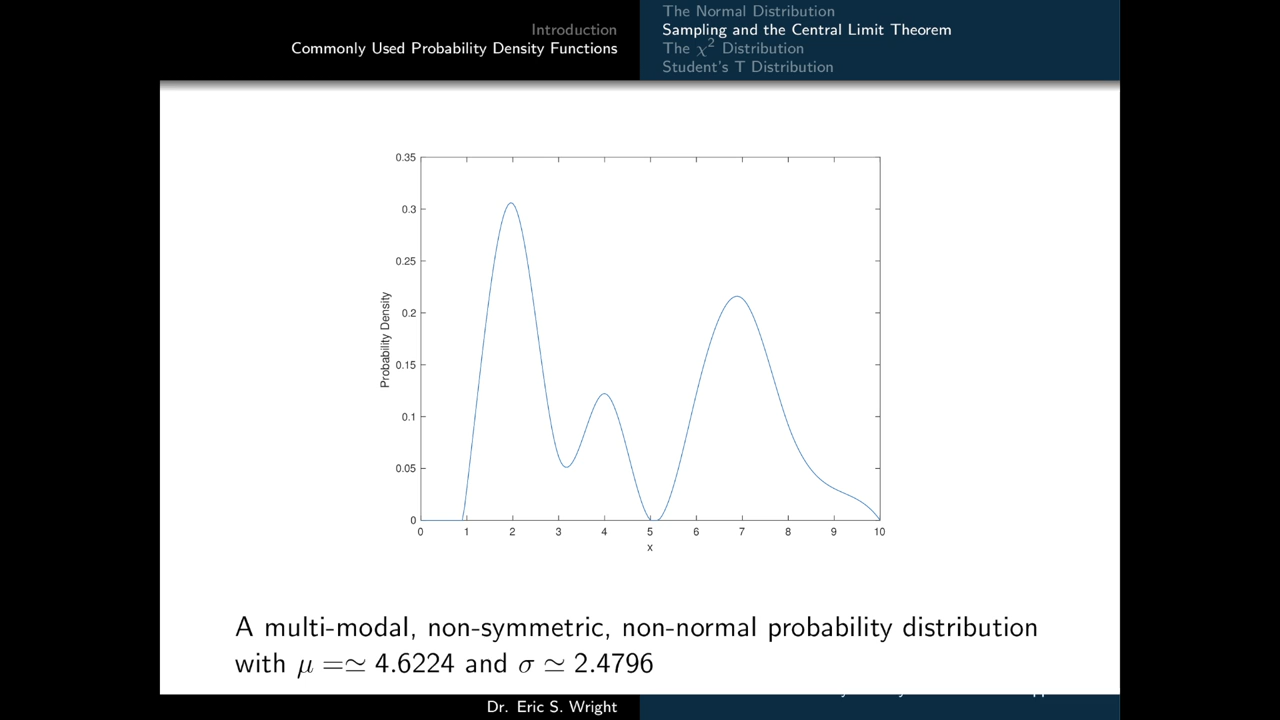 Introduction
Commonly Used Probability Density Functions
The Normal Distribution
Sampling and the Central Limit Theorem
The χ² Distribution
Student's T Distribution
0.35
0.3
0.25
0.2
0.15
0.1
0.05
0
Probability Density
0 1 2 3 4 5 6 7 8 9 10
x
A multi-modal, non-symmetric, non-normal probability distribution
with μ =≃ 4.6224 and σ ≃ 2.4796
Dr. Eric S. Wright